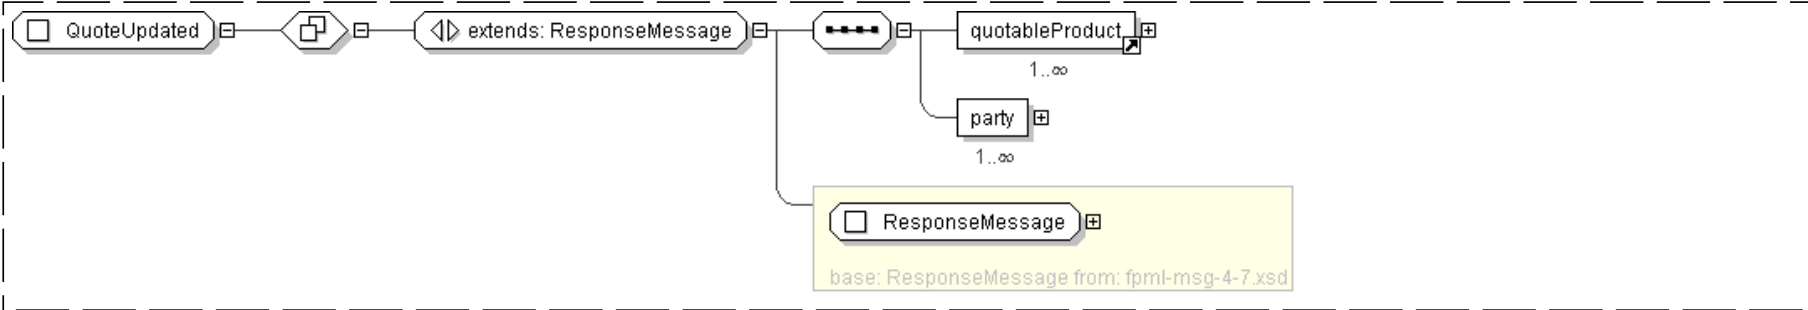 QuoteUpdated
extends: ResponseMessage
quotableProduct
1..∞
party
1..∞
ResponseMessage
base: ResponseMessage from: fpml-msg-4-7.xsd